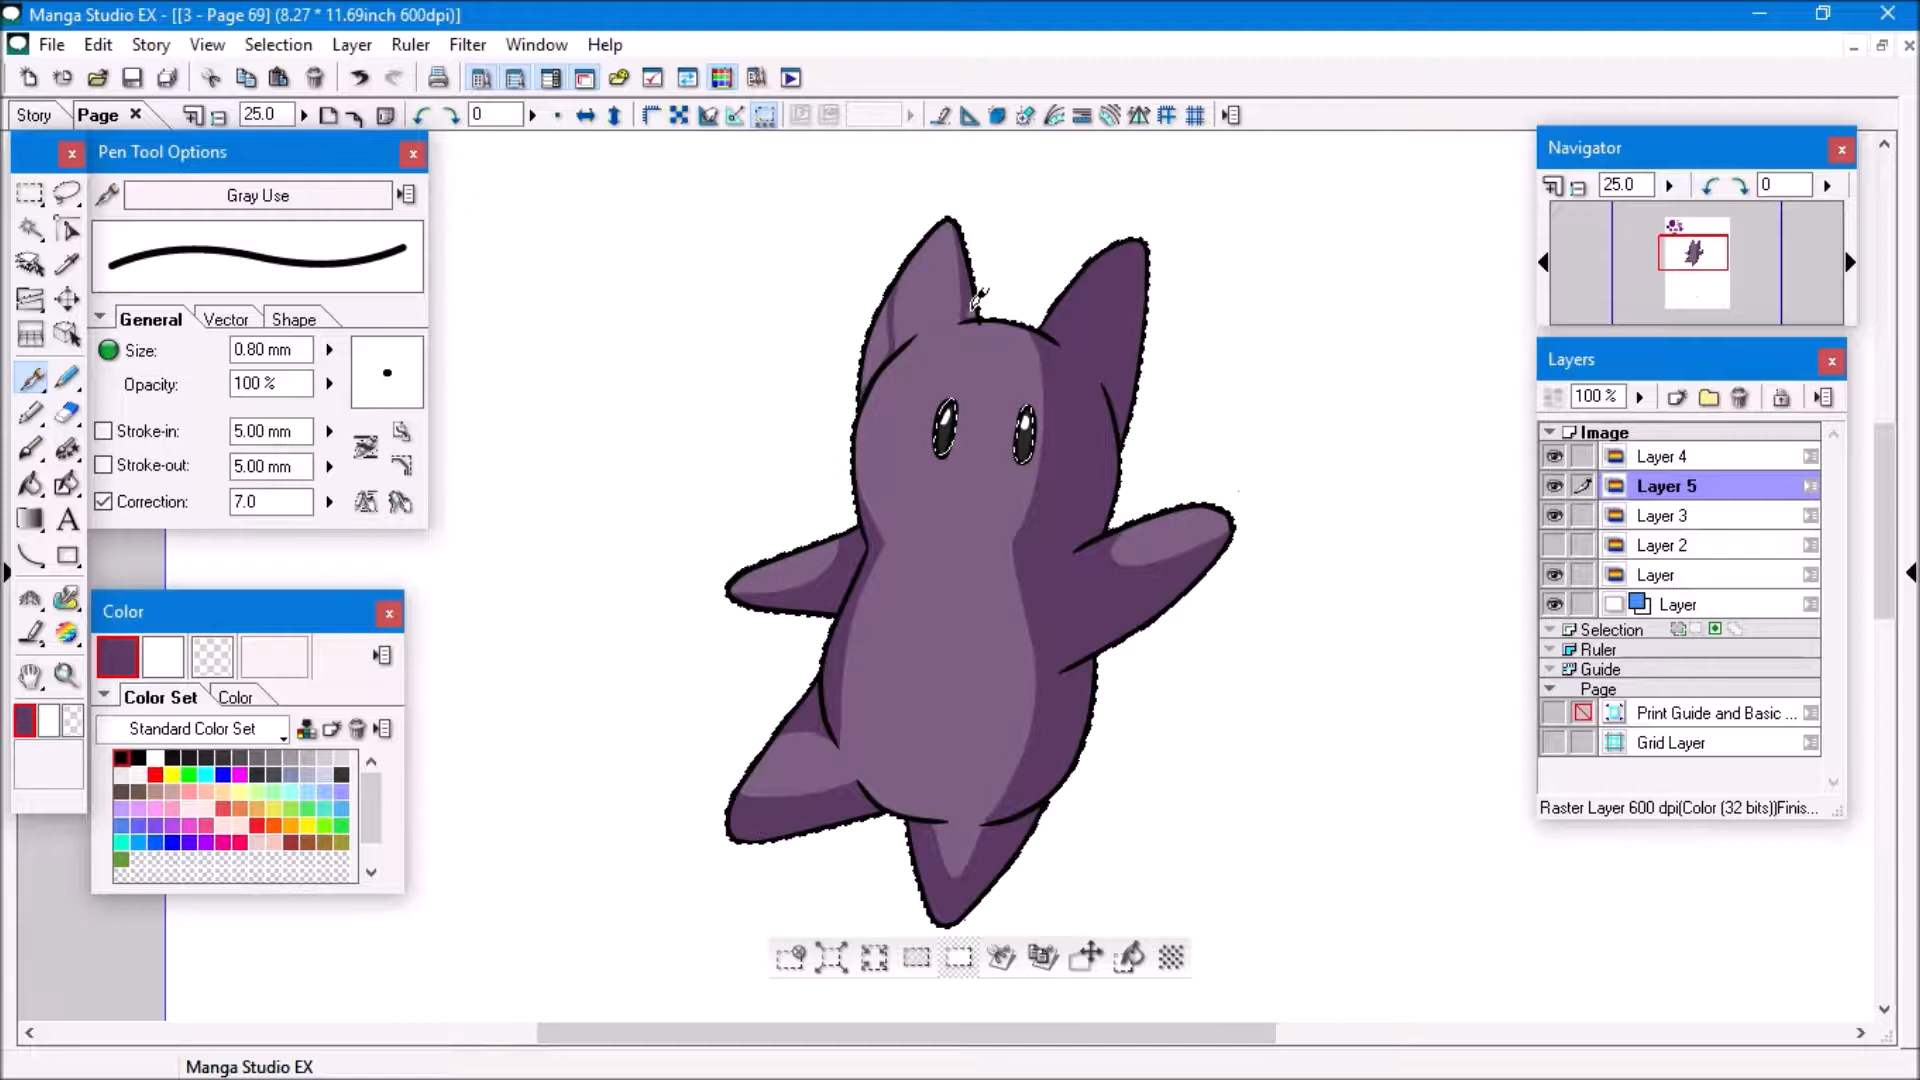 Manga Studio EX - [[3 - Page 69] (8.27 * 11.69inch 600dpi)]
File Edit Story View Selection Layer Ruler Filter Window Help
Story Page 25.0 0
Pen Tool Options
Gray Use
General Vector Shape
Size: 0.80 mm
Opacity: 100 %
Stroke-in: 5.00 mm
Stroke-out: 5.00 mm
Correction: 7.0
Color
Color Set Color
Standard Color Set
Navigator
25.0 0
Layers
100 %
Image
Layer 4
Layer 5
Layer 3
Layer 2
Layer
Layer
Selection
Ruler
Guide
Page
Print Guide and Basic ...
Grid Layer
Raster Layer 600 dpi(Color (32 bits))Finis...
Manga Studio EX